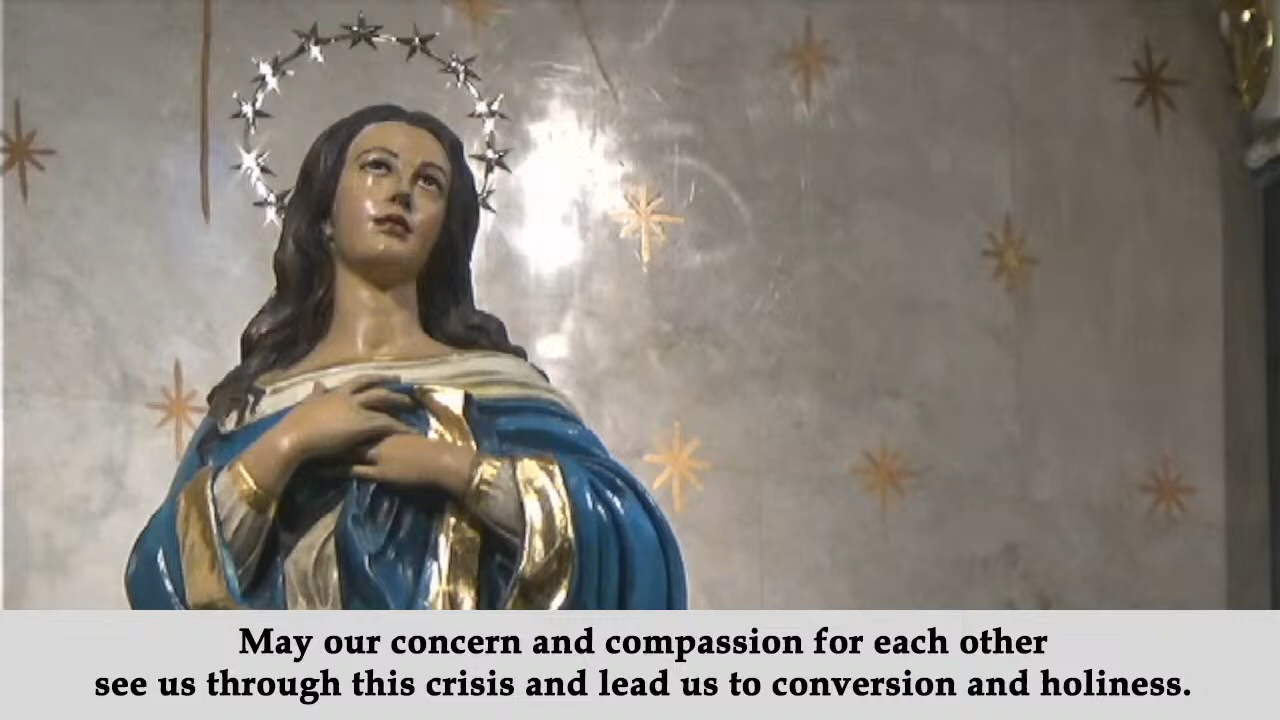 May our concern and compassion for each other
see us through this crisis and lead us to conversion and holiness.